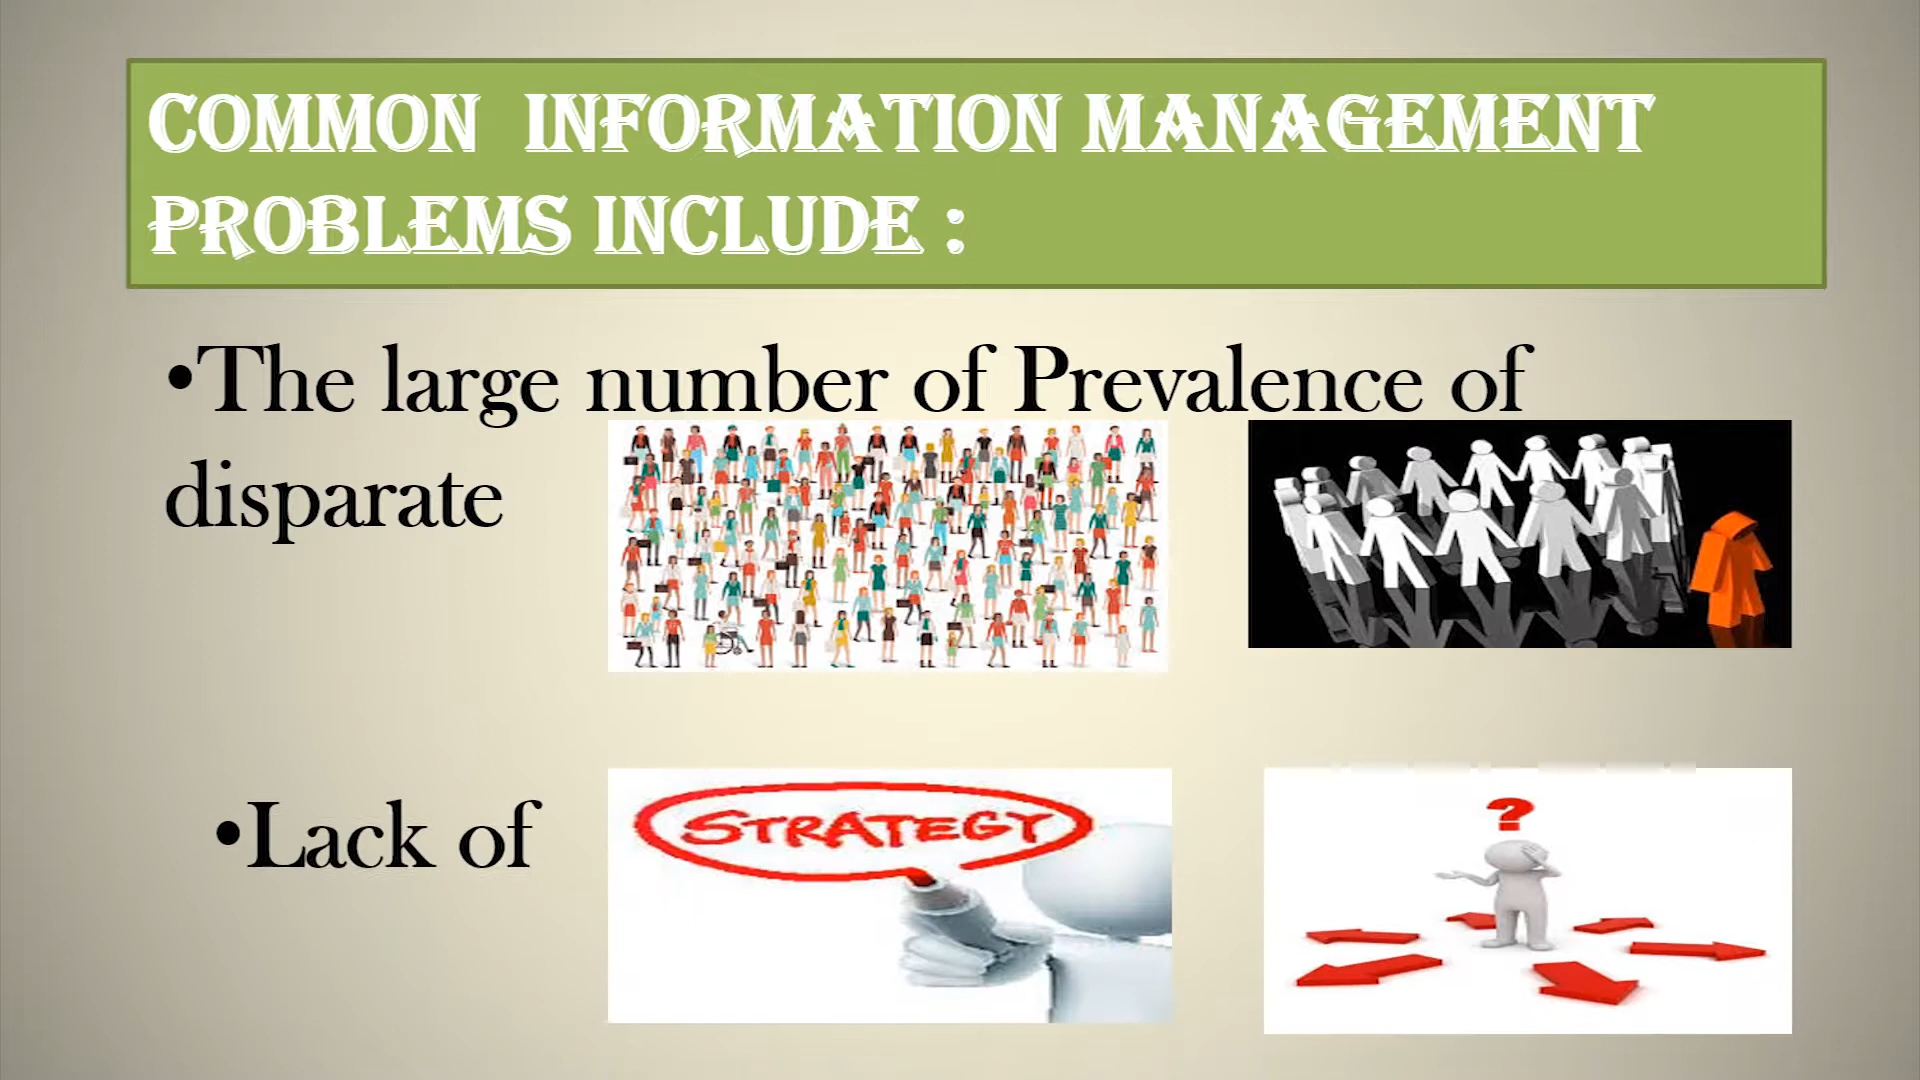 COMMON INFORMATION MANAGEMENT
PROBLEMS INCLUDE :
•The large number of Prevalence of
disparate
•Lack of
STRATEGY
?